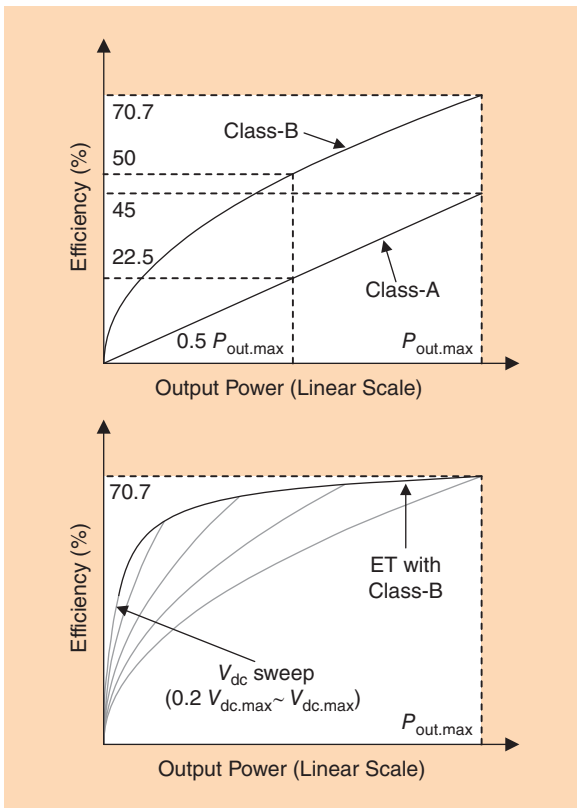 70.7
Class-B
50
45
22.5
Class-A
0.5 Pout.max
Pout.max
Efficiency (%)
Output Power (Linear Scale)
70.7
ET with
Class-B
Vdc sweep
(0.2 Vdc.max~ Vdc.max)
Pout.max
Efficiency (%)
Output Power (Linear Scale)